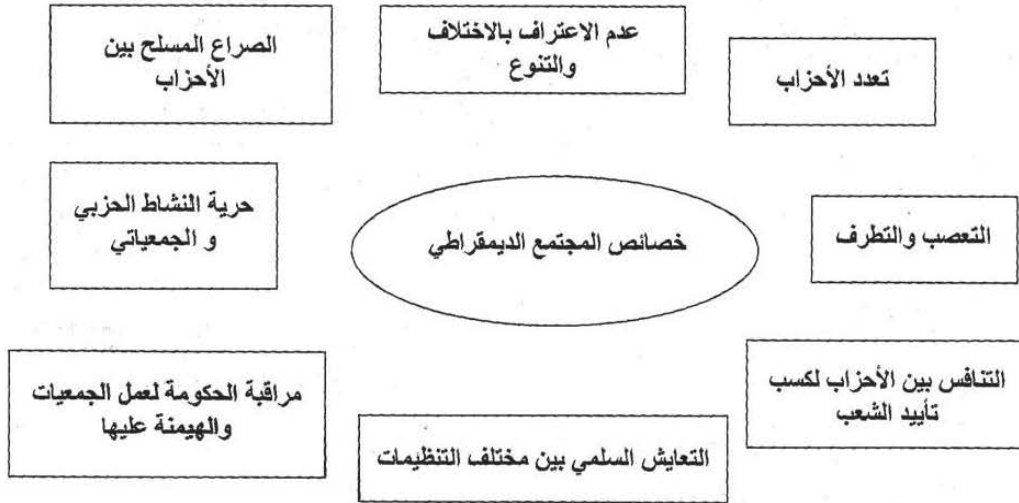 عدم الاعتراف بالاختلاف
والتنوع
تعدد الأحزاب
الصراع المسلح بين
الأحزاب
حرية النشاط الحزبي
و الجمعياتي
خصائص المجتمع الديمقراطي
التعصب والتطرف
التنافس بين الأحزاب لكسب
تأييد الشعب
مراقبة الحكومة لعمل الجمعيات
والهيمنة عليها
التعايش السلمي بين مختلف التنظيمات